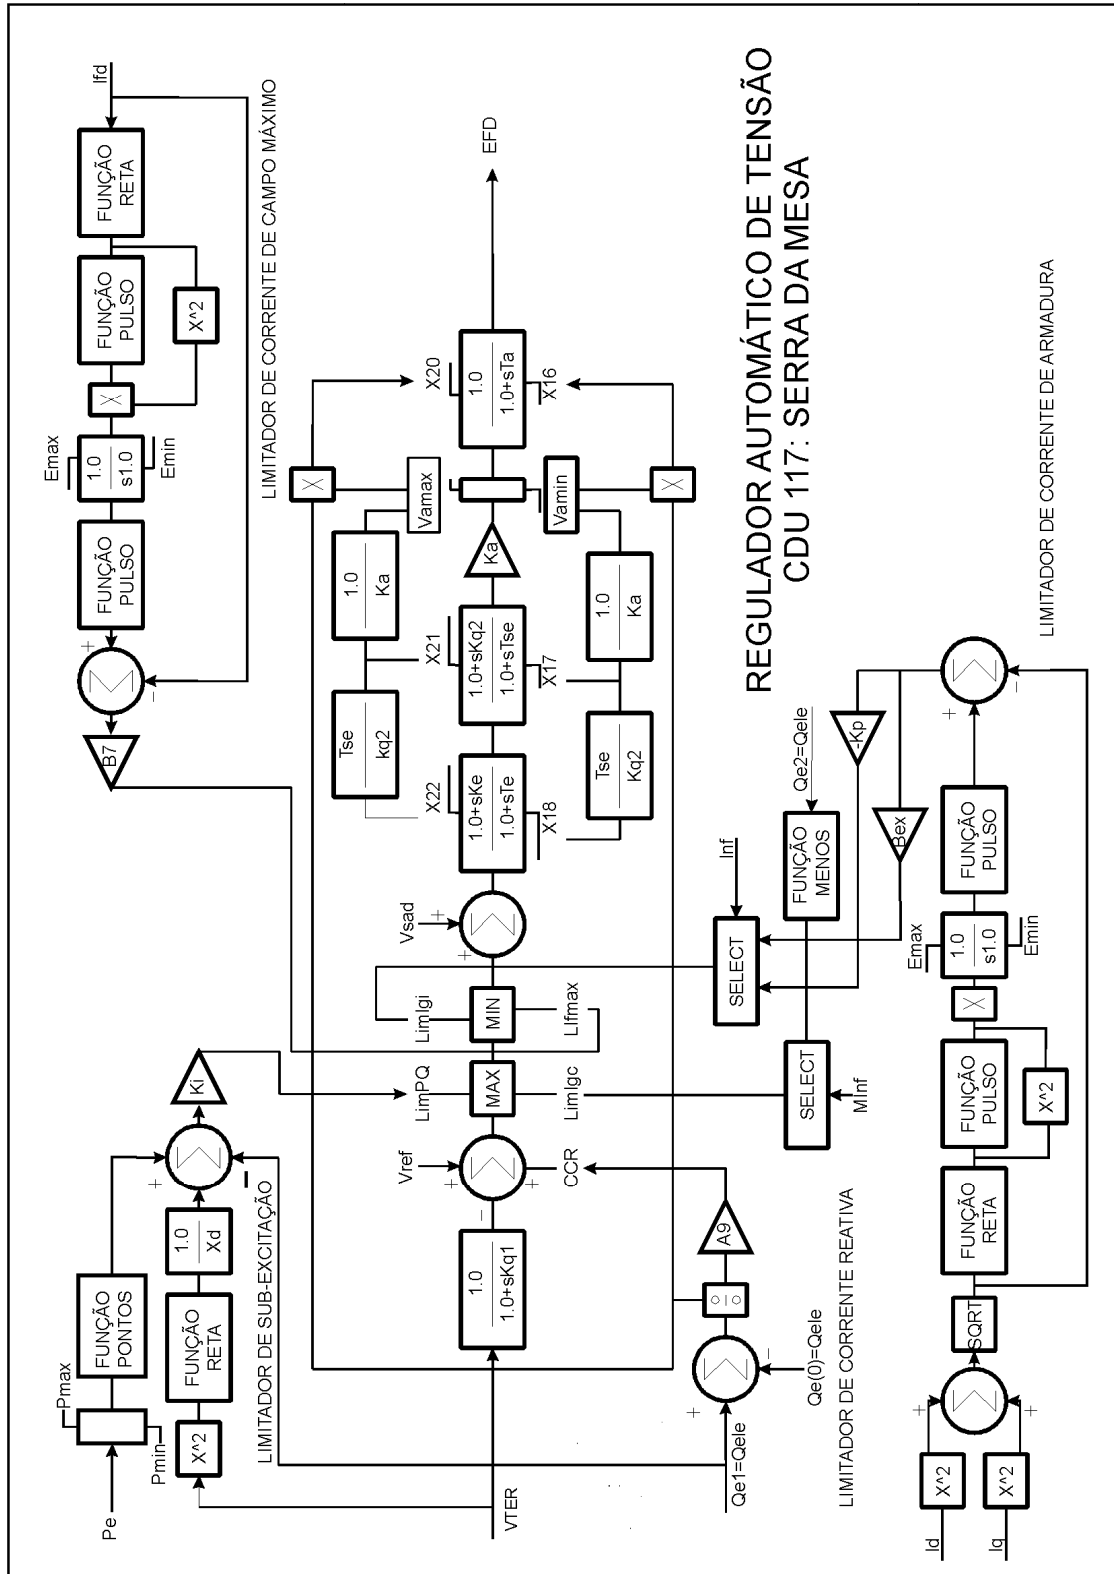 Ifd
FUNÇÃO
RETA
FUNÇÃO
PULSO
X^2
X
Emax
1.0
s1.0
Emin
FUNÇÃO
PULSO
Σ
+
-
B7
LIMITADOR DE CORRENTE DE CAMPO MÁXIMO
Pe
Pmax
Pmin
FUNÇÃO
PONTOS
X^2
FUNÇÃO
RETA
1.0
Xd
Σ
+
-
Ki
LIMITADOR DE SUB-EXCITAÇÃO
VTER
1.0
1.0+sKq1
Vref
-
+
+
Σ
CCR
LimPQ
MAX
LimIgc
LimIgi
MIN
LIfmax
Vsad
+
+
Σ
X22
1.0+sKe
1.0+sTe
X18
Tse
kq2
Tse
Kq2
X21
1.0+sKq2
1.0+sTse
X17
1.0
Ka
1.0
Ka
Ka
Vamax
Vamin
X
X
X20
1.0
1.0+sTa
X16
EFD
Qe1=Qele
+
-
Σ
Qe(0)=Qele
÷
A9
LIMITADOR DE CORRENTE REATIVA
SELECT
MInf
SELECT
Inf
FUNÇÃO
MENOS
Qe2=Qele
-Kp
Bex
REGULADOR AUTOMÁTICO DE TENSÃO
CDU 117: SERRA DA MESA
Id
X^2
Iq
X^2
+
+
Σ
SQRT
FUNÇÃO
RETA
FUNÇÃO
PULSO
X^2
X
Emax
1.0
s1.0
Emin
FUNÇÃO
PULSO
+
-
Σ
LIMITADOR DE CORRENTE DE ARMADURA